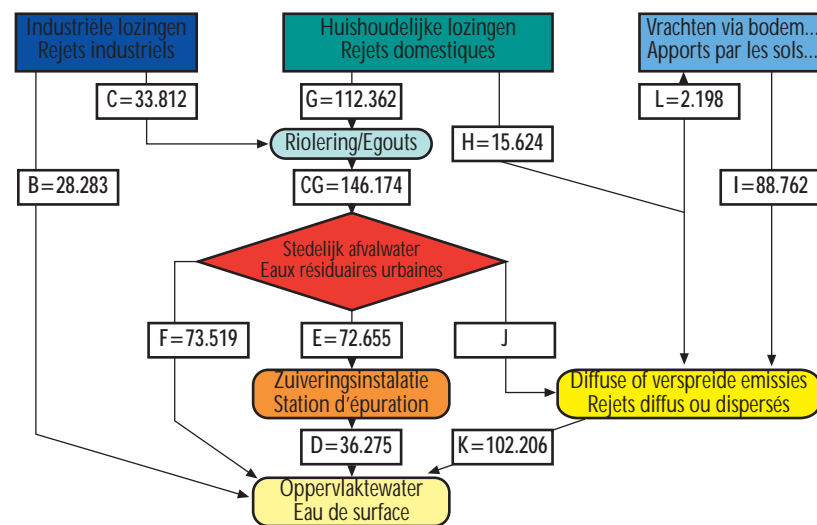 Industriële lozingen
Rejets industriels
Huishoudelijke lozingen
Rejets domestiques
Vrachten via bodem...
Apports par les sols...
C=33.812
G=112.362
L=2.198
Riolering/Egouts
H=15.624
B=28.283
CG=146.174
I=88.762
Stedelijk afvalwater
Eaux résiduaires urbaines
F=73.519
E=72.655
J
Zuiveringsinstalatie
Station d'épuration
Diffuse of verspreide emissies
Rejets diffus ou dispersés
D=36.275
K=102.206
Oppervlaktewater
Eau de surface